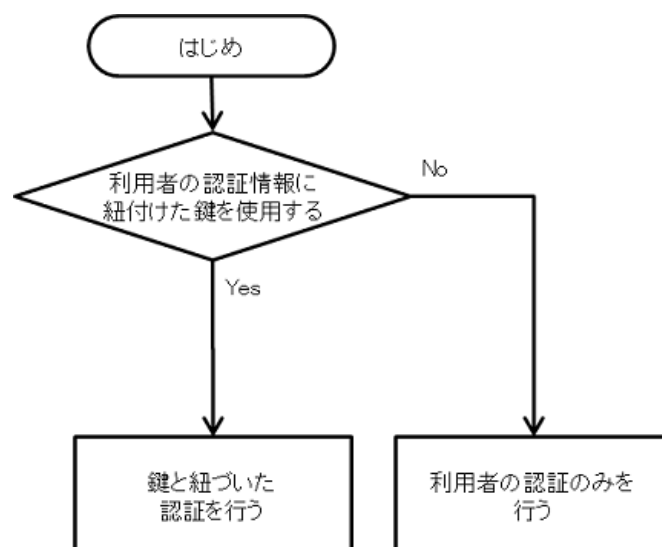 はじめ
利用者の認証情報に
紐付けた鍵を使用する
No
Yes
鍵と紐づいた
認証を行う
利用者の認証のみを
行う